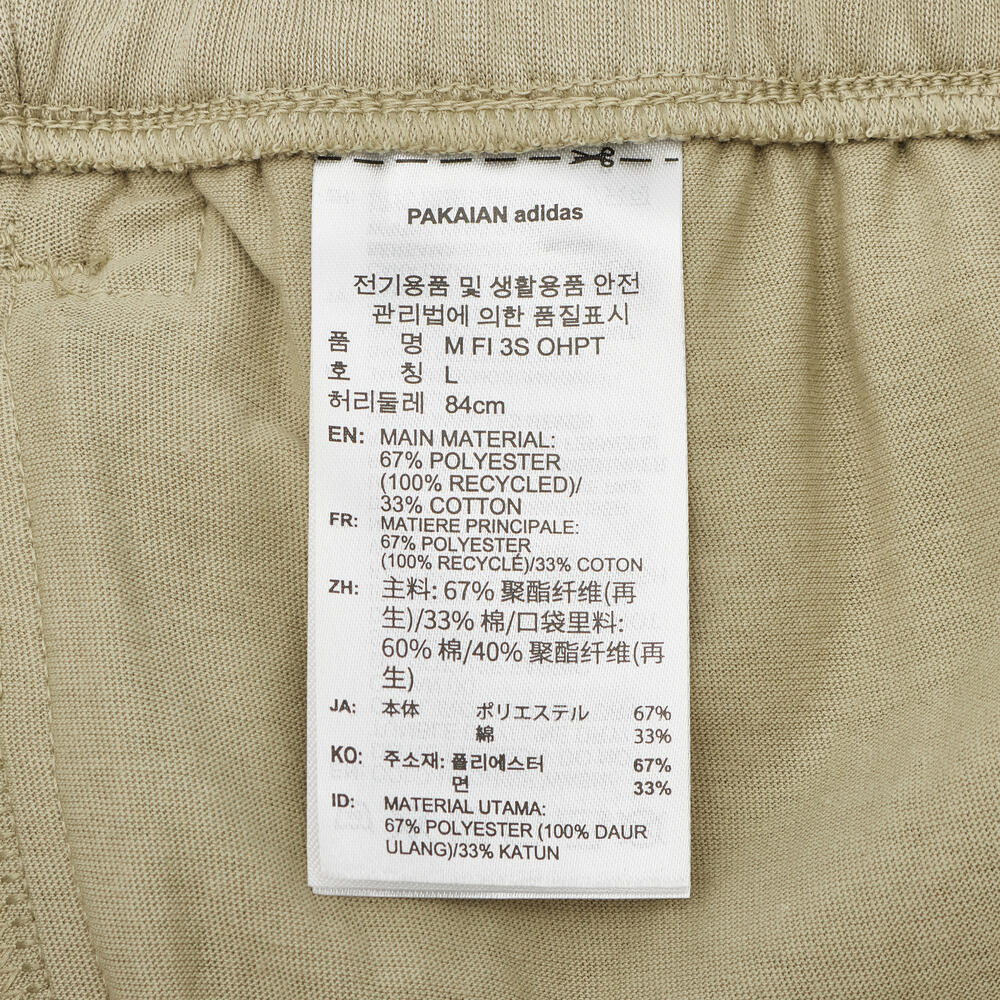 PAKAIAN adidas
전기용품 및 생활용품 안전
관리법에 의한 품질표시
품 명 M FI 3S OHPT
호 칭 L
허리둘레 84cm
EN: MAIN MATERIAL:
67% POLYESTER
(100% RECYCLED)/
33% COTTON
FR: MATIERE PRINCIPALE:
67% POLYESTER
(100% RECYCLÉ)/33% COTON
ZH: 主料: 67% 聚酯纤维(再
生)/33% 棉/口袋里料:
60% 棉/40% 聚酯纤维(再
生)
JA: 本体 ポリエステル 67%
綿 33%
KO: 주소재: 폴리에스터 67%
면 33%
ID: MATERIAL UTAMA:
67% POLYESTER (100% DAUR
ULANG)/33% KATUN